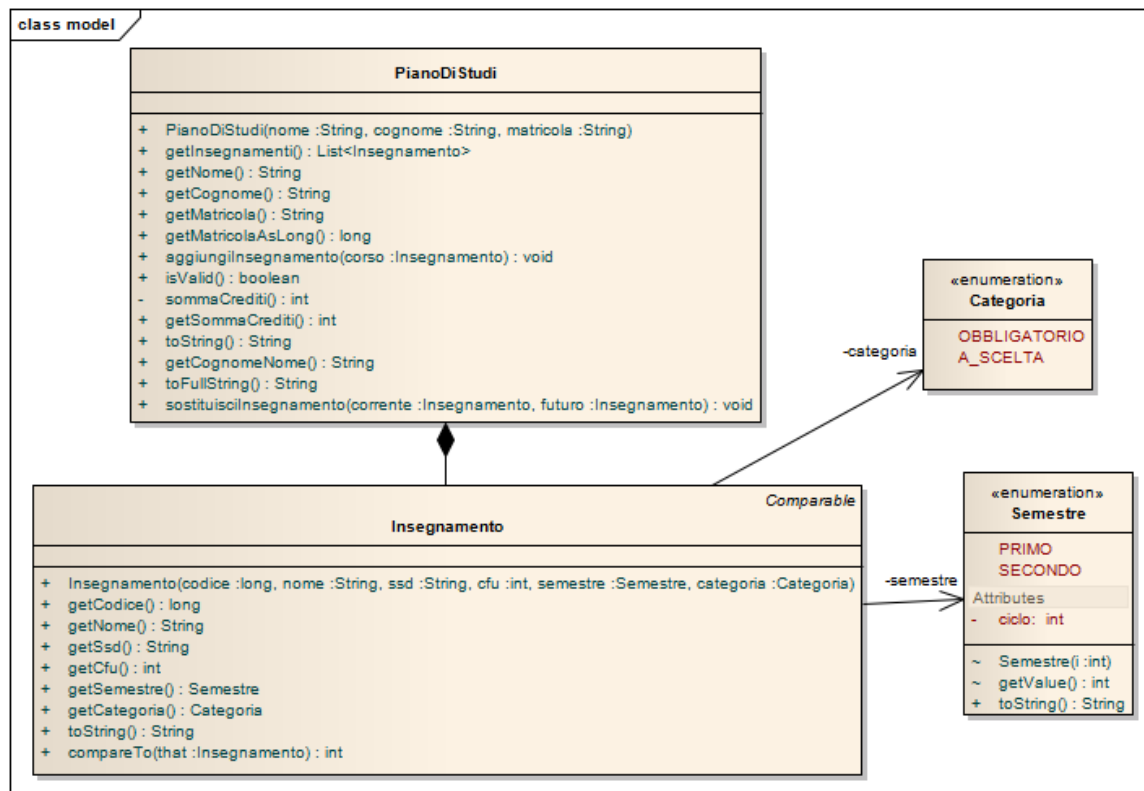 class model
PianoDiStudi
+ PianoDiStudi(nome :String, cognome :String, matricola :String)
+ getInsegnamenti() : List<Insegnamento>
+ getNome() : String
+ getCognome() : String
+ getMatricola() : String
+ getMatricolaAsLong() : long
+ aggiungiInsegnamento(corso :Insegnamento) : void
+ isValid() : boolean
- sommaCrediti() : int
+ getSommaCrediti() : int
+ toString() : String
+ getCognomeNome() : String
+ toFullString() : String
+ sostituisciInsegnamento(corrente :Insegnamento, futuro :Insegnamento) : void
«enumeration»
Categoria
OBBLIGATORIO
A_SCELTA
-categoria
Comparable
Insegnamento
+ Insegnamento(codice :long, nome :String, ssd :String, cfu :int, semestre :Semestre, categoria :Categoria)
+ getCodice() : long
+ getNome() : String
+ getSsd() : String
+ getCfu() : int
+ getSemestre() : Semestre
+ getCategoria() : Categoria
+ toString() : String
+ compareTo(that :Insegnamento) : int
-semestre
«enumeration»
Semestre
PRIMO
SECONDO
Attributes
- ciclo: int
~ Semestre(i :int)
~ getValue() : int
+ toString() : String